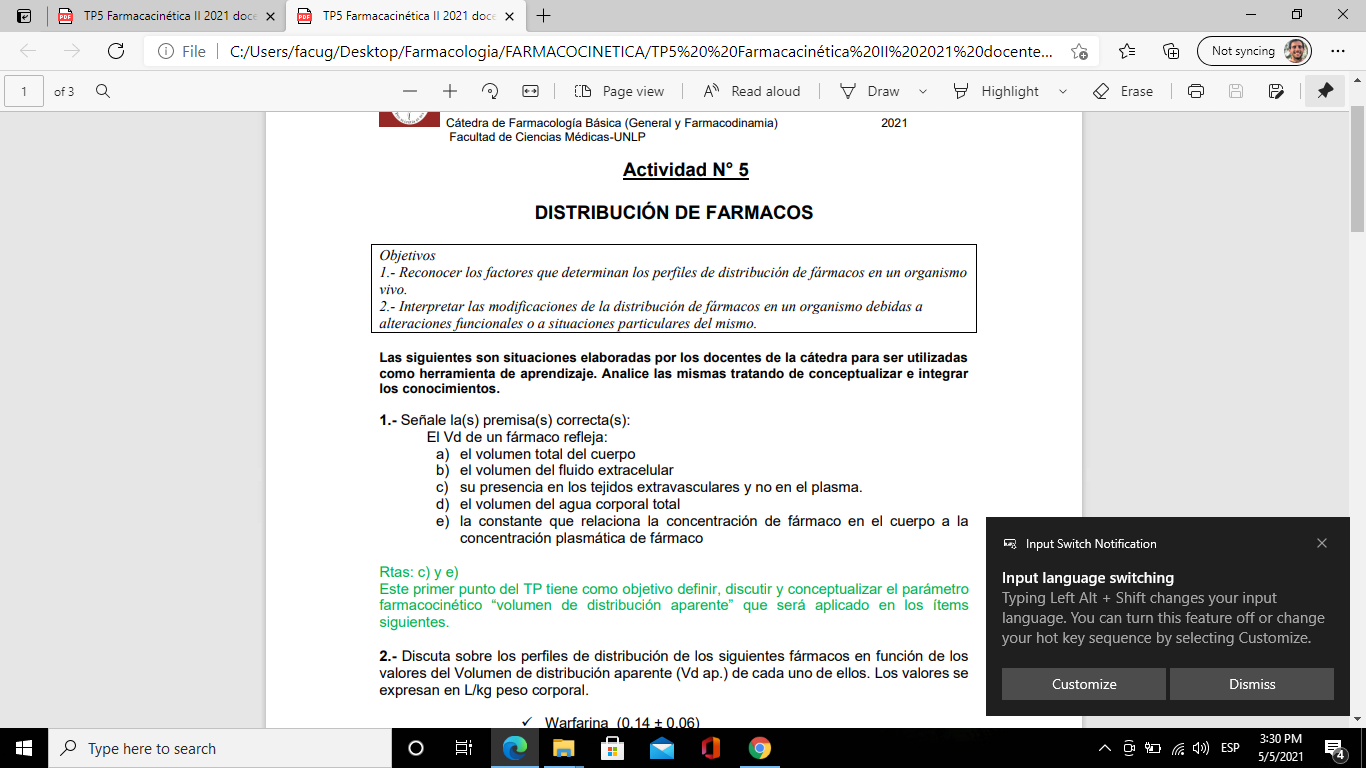 TP5 Farmacacinética II 2021 doce
TP5 Farmacacinética II 2021 doce
File
C:/Users/facug/Desktop/Farmacologia/FARMACOCINETICA/TP5%20%20Farmacacinética%20II%202021%20docente...
Not syncing
1 of 3
Page view
Read aloud
Draw
Highlight
Erase
Cátedra de Farmacología Básica (General y Farmacodinamia) 2021
Facultad de Ciencias Médicas-UNLP
Actividad N° 5
DISTRIBUCIÓN DE FARMACOS
Objetivos
1.- Reconocer los factores que determinan los perfiles de distribución de fármacos en un organismo
vivo.
2.- Interpretar las modificaciones de la distribución de fármacos en un organismo debidas a
alteraciones funcionales o a situaciones particulares del mismo.
Las siguientes son situaciones elaboradas por los docentes de la cátedra para ser utilizadas
como herramienta de aprendizaje. Analice las mismas tratando de conceptualizar e integrar
los conocimientos.
1.- Señale la(s) premisa(s) correcta(s):
El Vd de un fármaco refleja:
a) el volumen total del cuerpo
b) el volumen del fluido extracelular
c) su presencia en los tejidos extravasculares y no en el plasma.
d) el volumen del agua corporal total
e) la constante que relaciona la concentración de fármaco en el cuerpo a la
concentración plasmática de fármaco
Rtas: c) y e)
Este primer punto del TP tiene como objetivo definir, discutir y conceptualizar el parámetro
farmacocinético “volumen de distribución aparente” que será aplicado en los ítems
siguientes.
2.- Discuta sobre los perfiles de distribución de los siguientes fármacos en función de los
valores del Volumen de distribución aparente (Vd ap.) de cada uno de ellos. Los valores se
expresan en L/kg peso corporal.
✓ Warfarina (0,14 ± 0,06)
Input Switch Notification
Input language switching
Typing Left Alt + Shift changes your input
language. You can turn this feature off or change
your hot key sequence by selecting Customize.
Customize
Dismiss
Type here to search
ESP
3:30 PM
5/5/2021
4